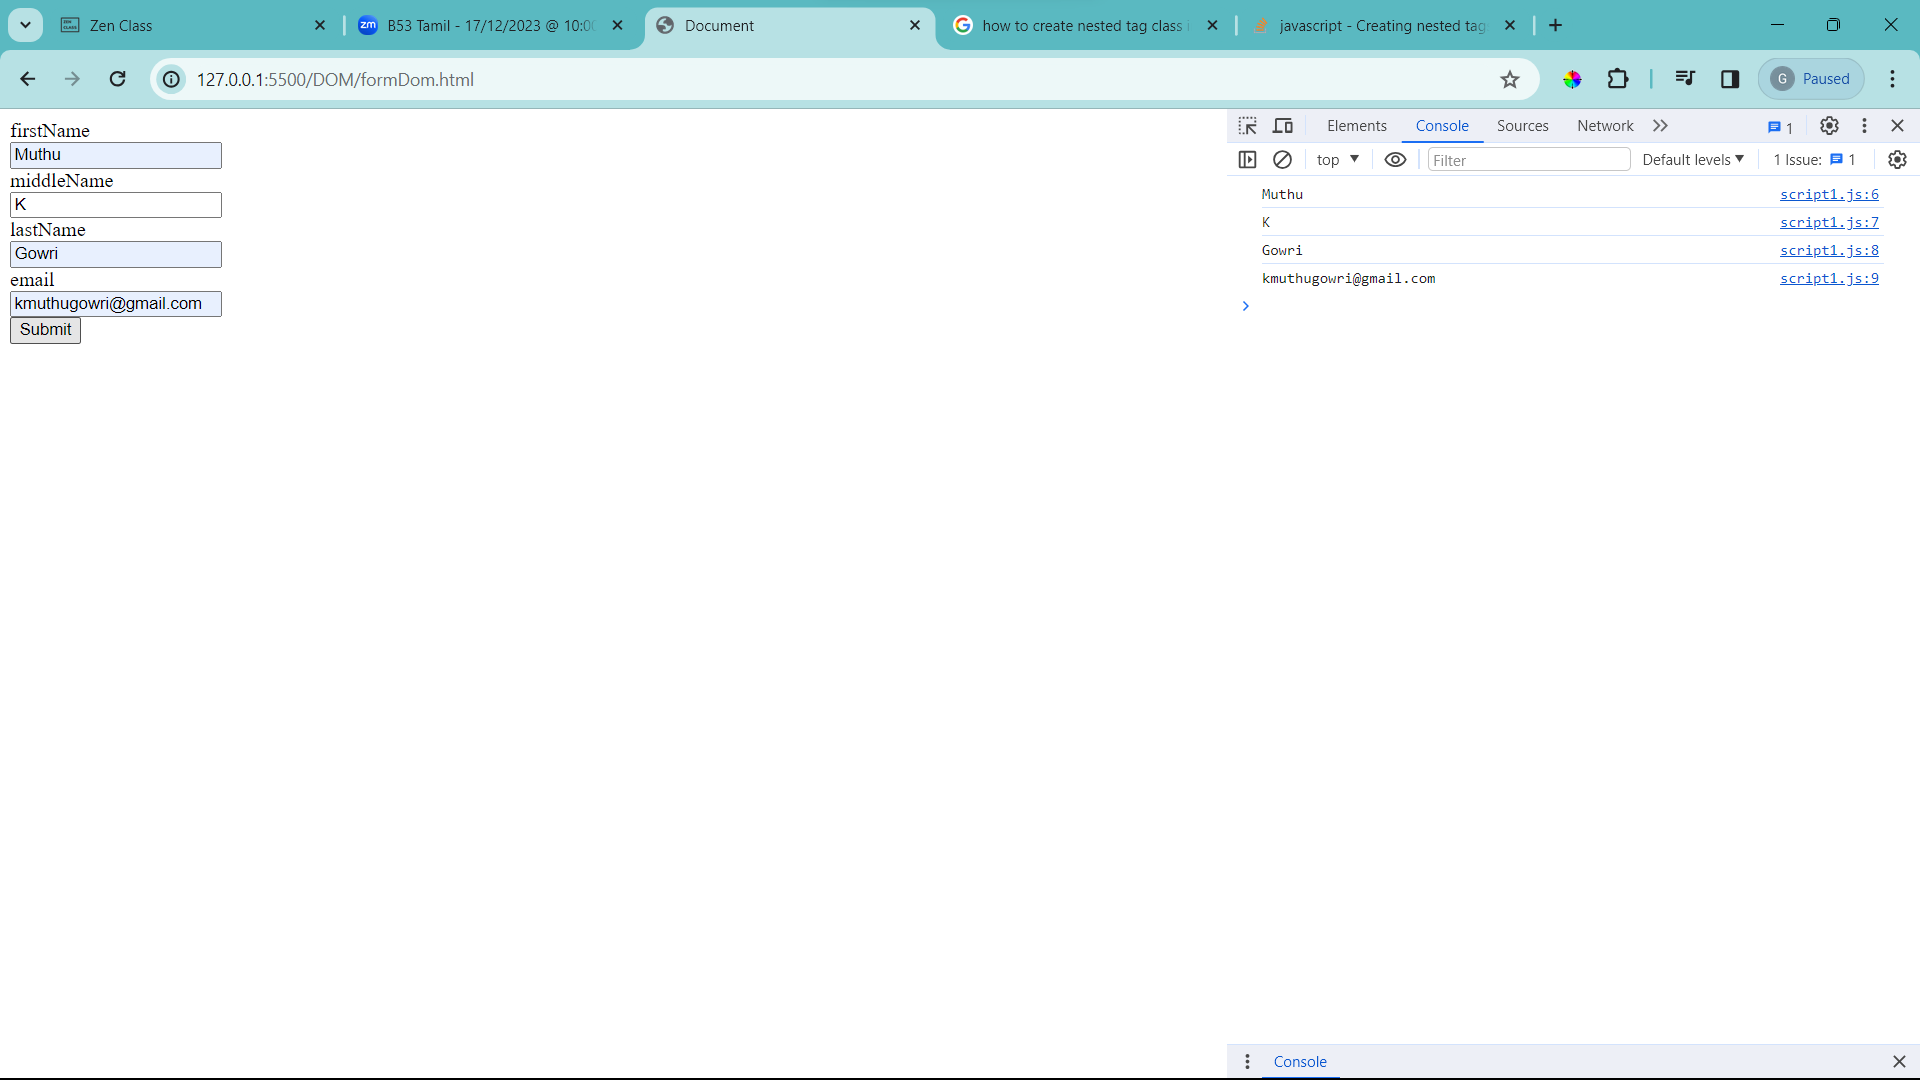 Zen Class
zm B53 Tamil - 17/12/2023 @ 10:00
Document
how to create nested tag class
javascript - Creating nested tag
127.0.0.1:5500/DOM/formDom.html
G Paused
firstName
Muthu
middleName
K
lastName
Gowri
email
kmuthugowri@gmail.com
Submit
Elements Console Sources Network 1
top Filter Default levels 1 Issue: 1
Muthu script1.js:6
K script1.js:7
Gowri script1.js:8
kmuthugowri@gmail.com script1.js:9
Console